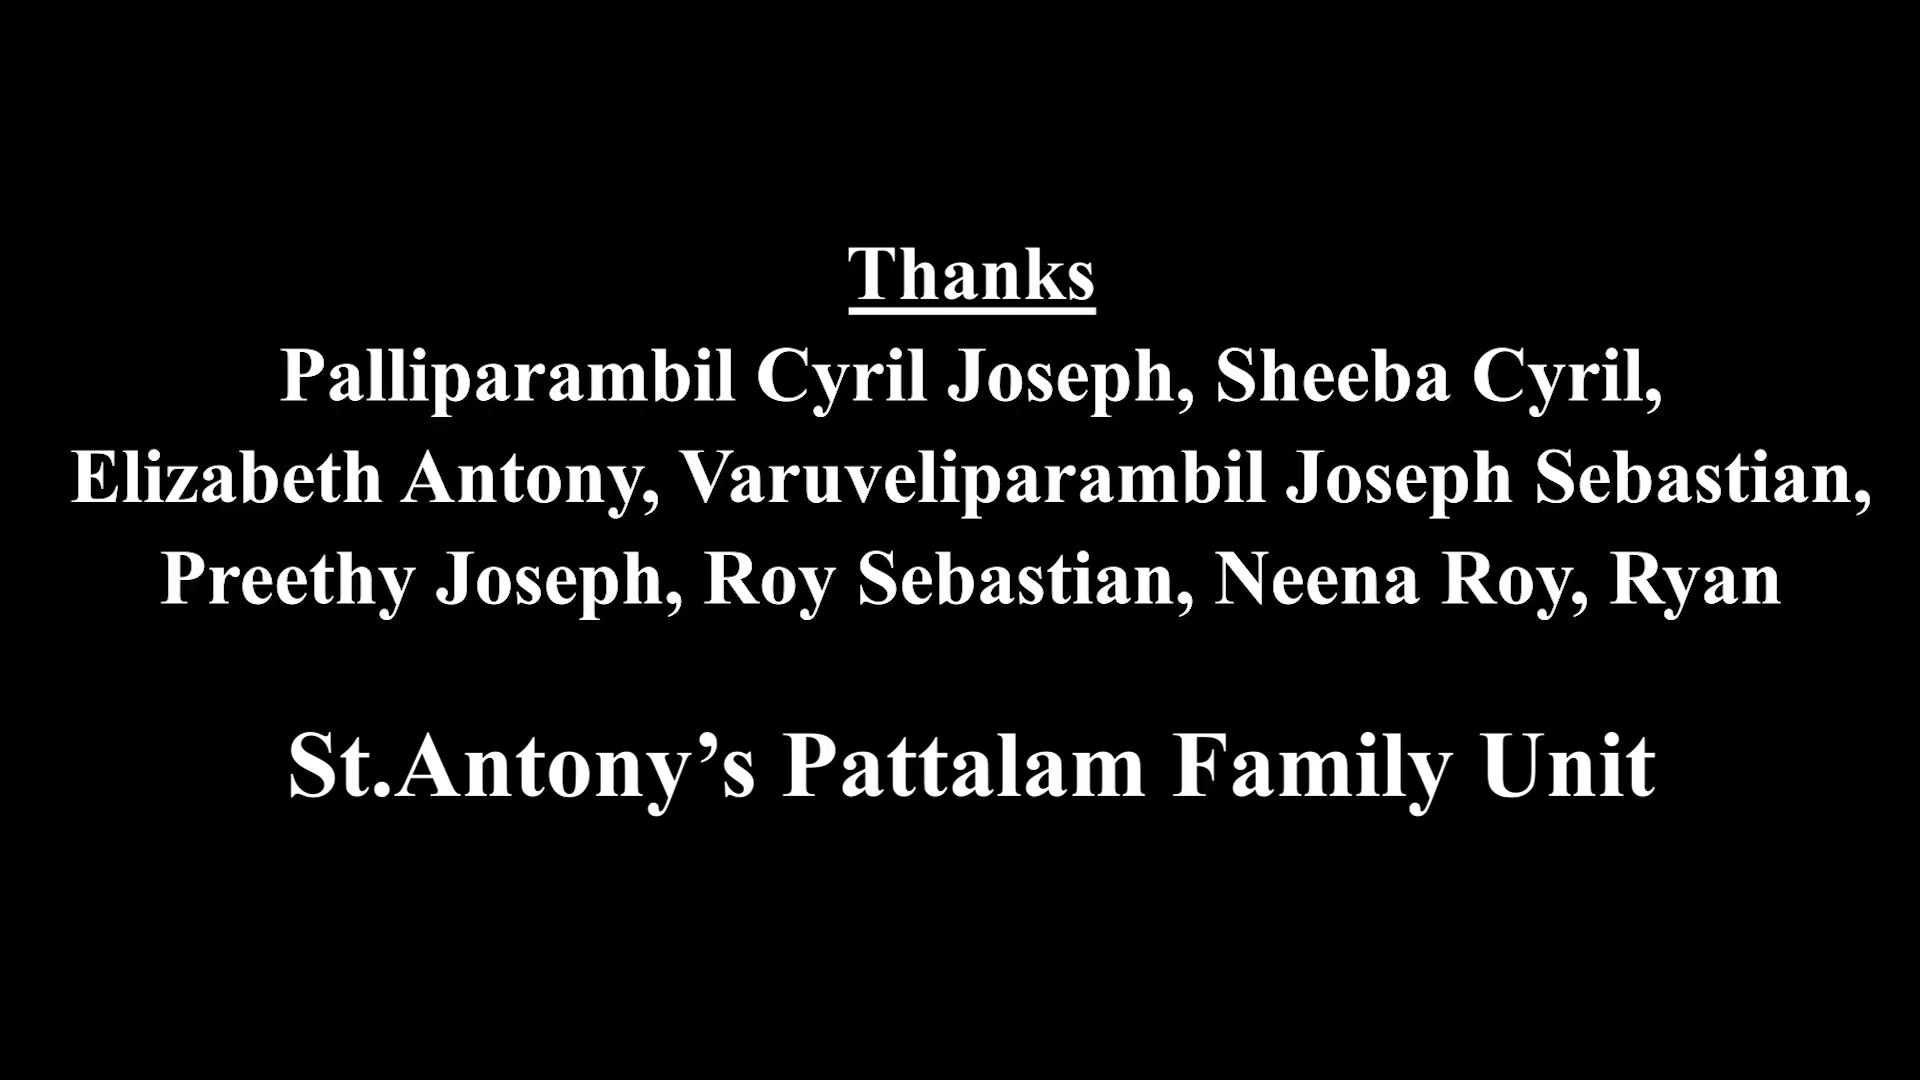 Thanks
Palliparambil Cyril Joseph, Sheeba Cyril,
Elizabeth Antony, Varuveliparambil Joseph Sebastian,
Preethy Joseph, Roy Sebastian, Neena Roy, Ryan
St.Antony’s Pattalam Family Unit